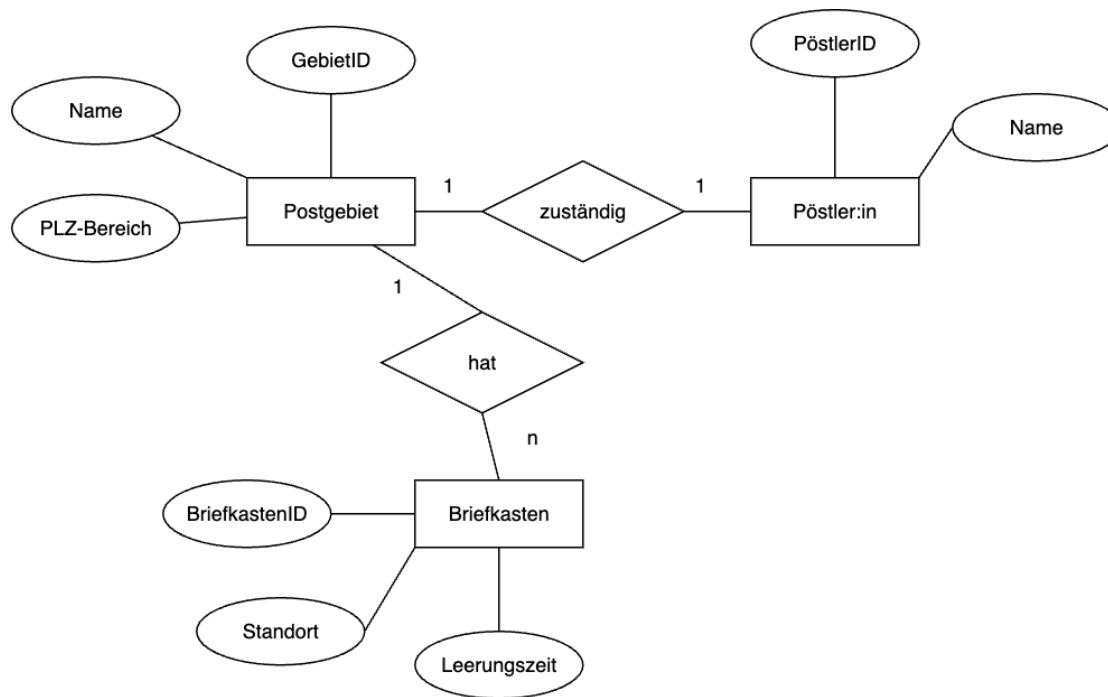 PöstlerID
GebietID
Name
Name
PLZ-Bereich
Postgebiet
1
zuständig
1
Pöstler:in
1
hat
n
BriefkastenID
Briefkasten
Standort
Leerungszeit